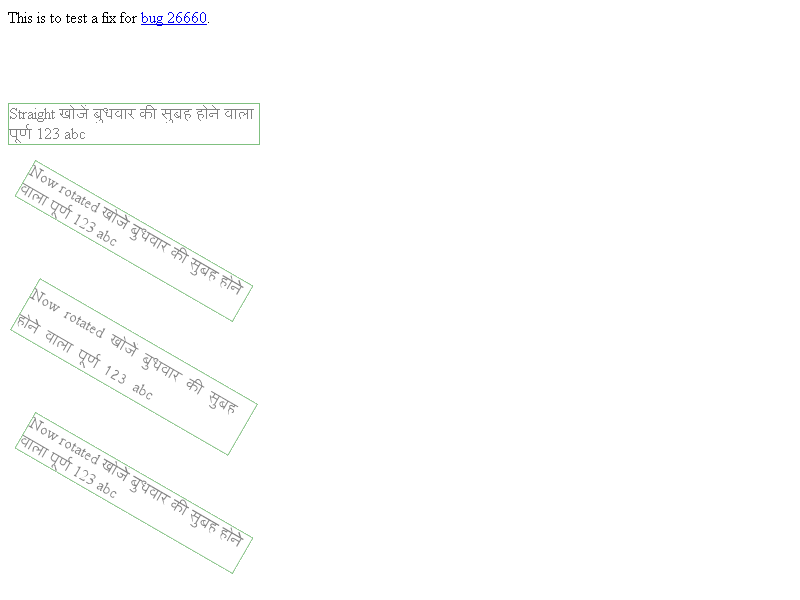 This is to test a fix for bug 26660.
Straight खोजें बुधवार की सुबह होने वाला
पूर्ण 123 abc
Now rotated खोजें बुधवार की सुबह होने
वाला पूर्ण 123 abc
Now rotated खोजें बुधवार की सुबह
होने वाला पूर्ण 123 abc
Now rotated खोजें बुधवार की सुबह होने
वाला पूर्ण 123 abc